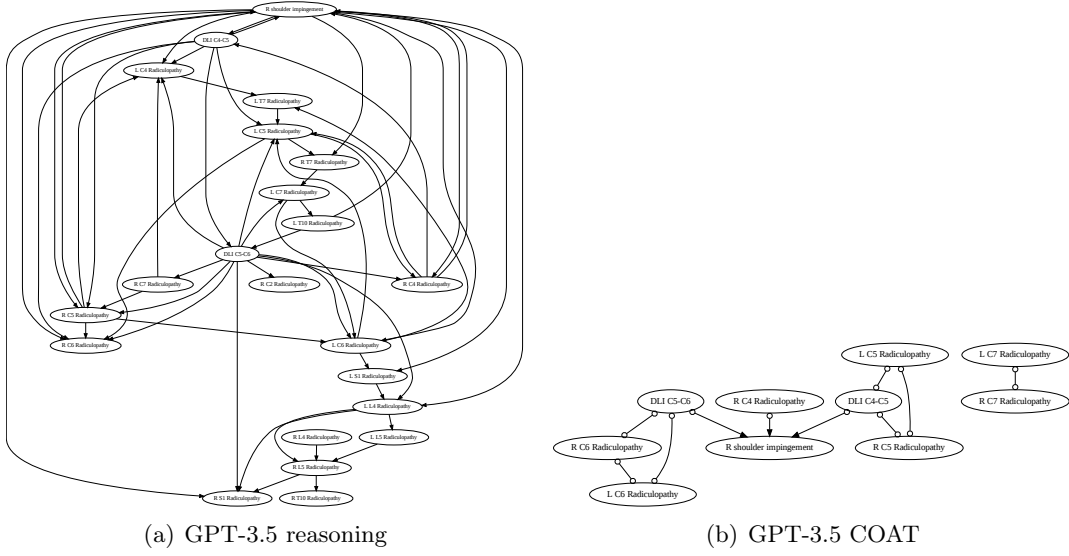 R shoulder impingement
DLI C4-C5
L C4 Radiculopathy
L T7 Radiculopathy
L C5 Radiculopathy
R T7 Radiculopathy
L C7 Radiculopathy
L T10 Radiculopathy
DLI C5-C6
R C7 Radiculopathy
R C2 Radiculopathy
R C4 Radiculopathy
R C5 Radiculopathy
R C6 Radiculopathy
L C6 Radiculopathy
L S1 Radiculopathy
L L4 Radiculopathy
R L4 Radiculopathy
L L5 Radiculopathy
R L5 Radiculopathy
R S1 Radiculopathy
R T10 Radiculopathy
(a) GPT-3.5 reasoning
L C5 Radiculopathy
L C7 Radiculopathy
DLI C5-C6
R C4 Radiculopathy
DLI C4-C5
R C7 Radiculopathy
R C6 Radiculopathy
R shoulder impingement
R C5 Radiculopathy
L C6 Radiculopathy
(b) GPT-3.5 COAT